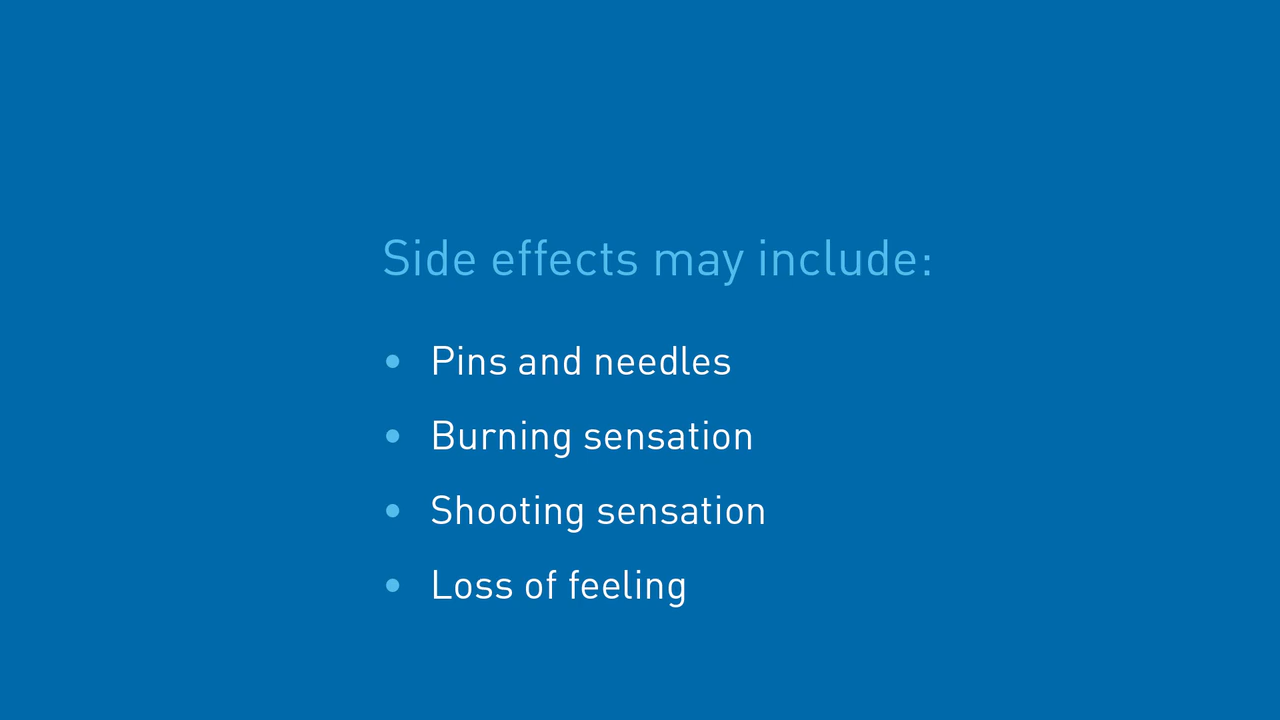 Side effects may include:
• Pins and needles
• Burning sensation
• Shooting sensation
• Loss of feeling